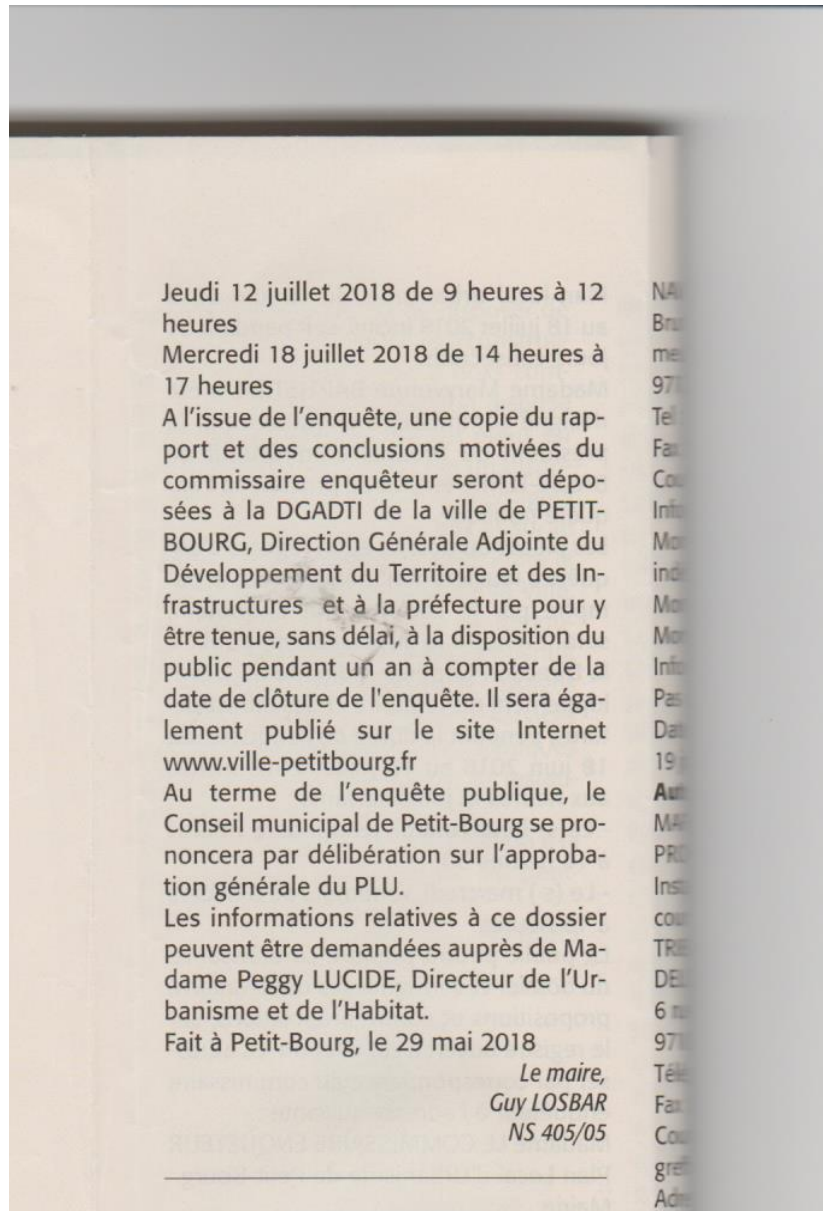 Jeudi 12 juillet 2018 de 9 heures à 12
heures
Mercredi 18 juillet 2018 de 14 heures à
17 heures
A l'issue de l'enquête, une copie du rap-
port et des conclusions motivées du
commissaire enquêteur seront dépo-
sées à la DGADTI de la ville de PETIT-
BOURG, Direction Générale Adjointe du
Développement du Territoire et des In-
frastructures et à la préfecture pour y
être tenue, sans délai, à la disposition du
public pendant un an à compter de la
date de clôture de l'enquête. Il sera éga-
lement publié sur le site Internet
www.ville-petitbourg.fr
Au terme de l'enquête publique, le
Conseil municipal de Petit-Bourg se pro-
noncera par délibération sur l'approba-
tion générale du PLU.
Les informations relatives à ce dossier
peuvent être demandées auprès de Ma-
dame Peggy LUCIDE, Directeur de l'Ur-
banisme et de l'Habitat.
Fait à Petit-Bourg, le 29 mai 2018
Le maire,
Guy LOSBAR
NS 405/05